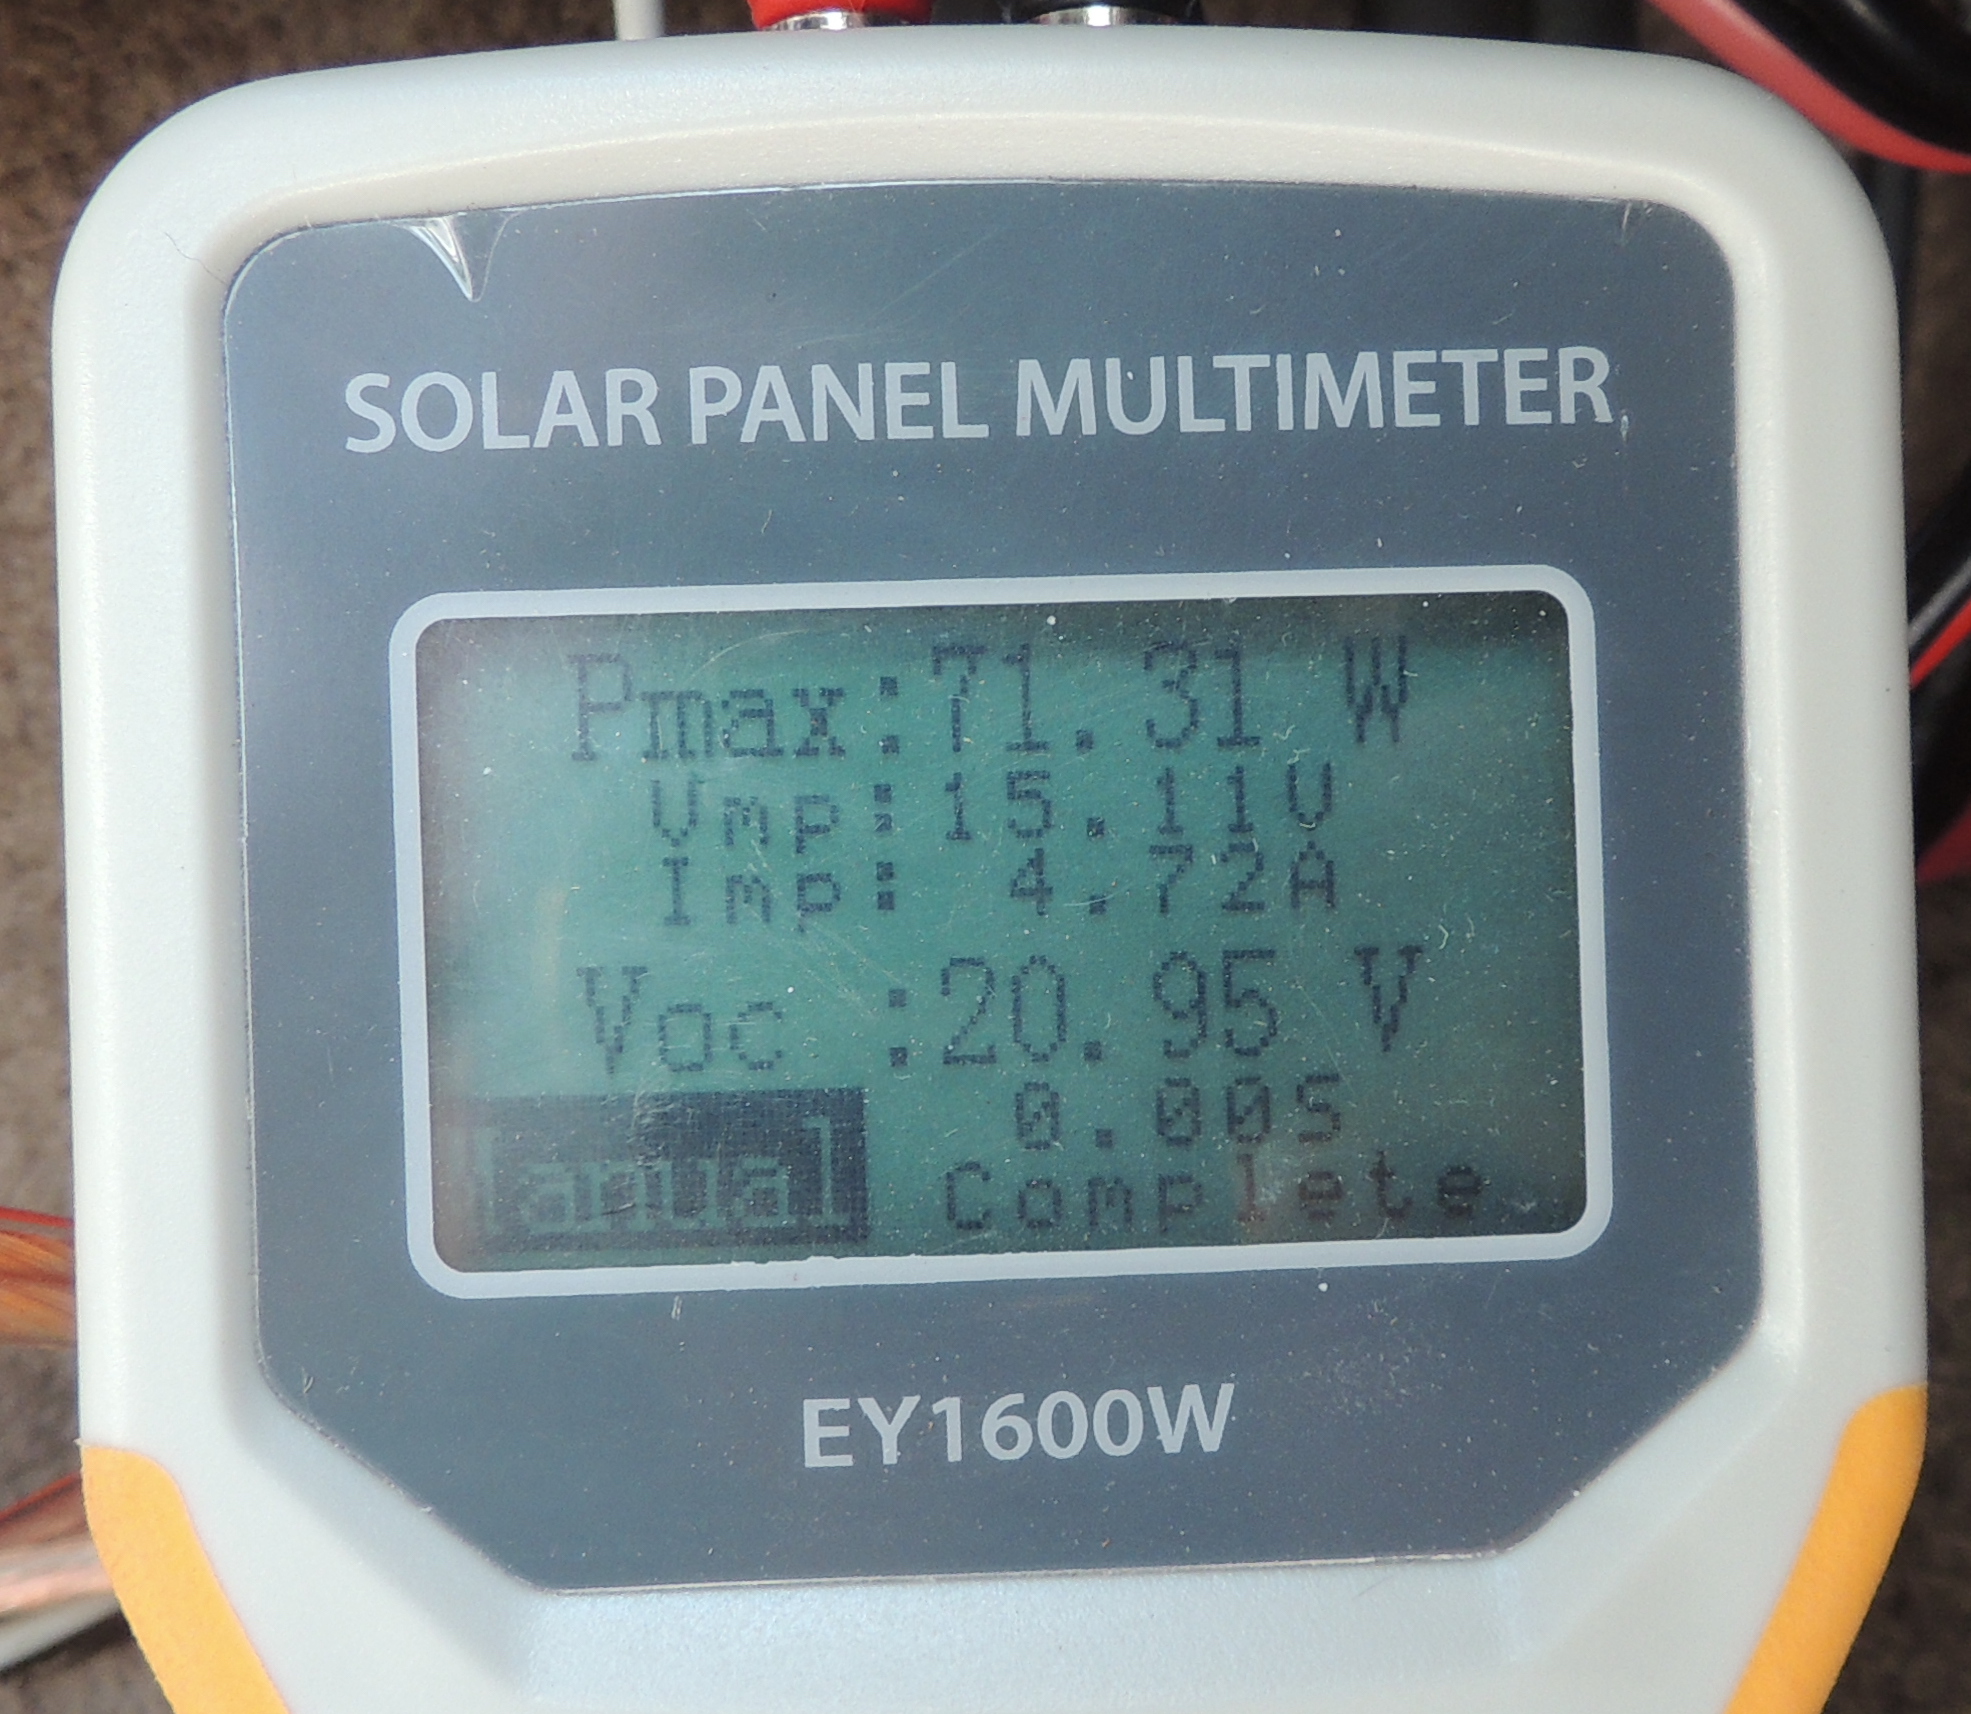 SOLAR PANEL MULTIMETER
Pmax:71.31 W
Vmp:15.11V
Imp: 4.72A
Voc :20.95 V
0.00S
Manual Complete
EY1600W